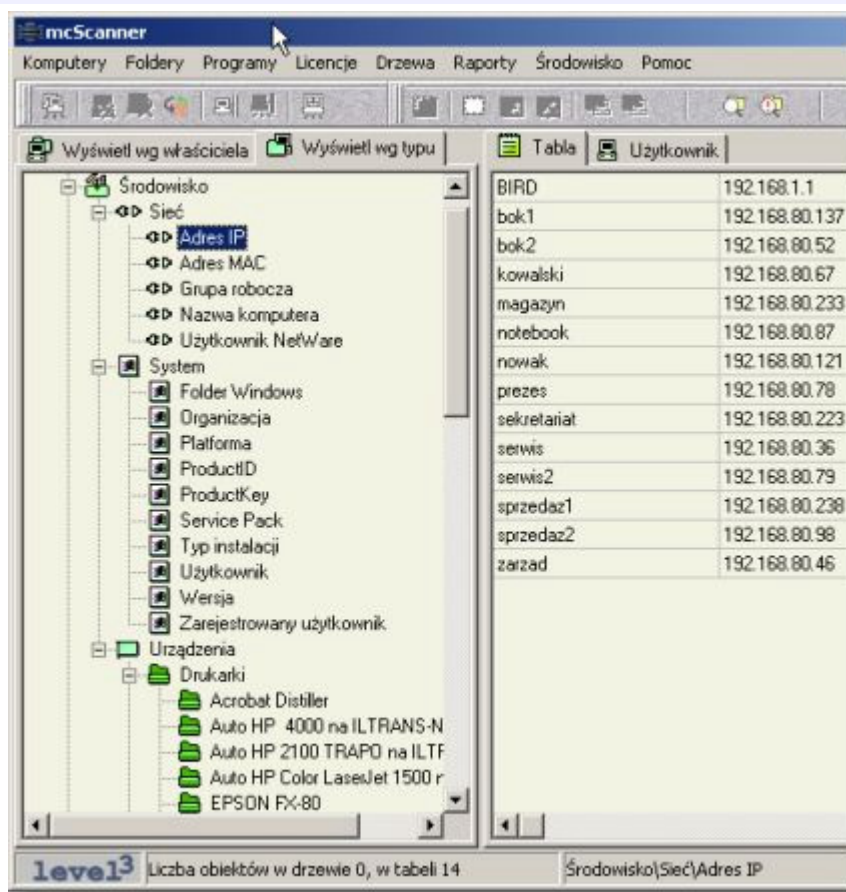 mcScanner
Komputery Foldery Programy Licencje Drzewa Raporty Środowisko Pomoc
Wyświetl wg właściciela Wyświetl wg typu Tabla Użytkownik
Środowisko
Sieć
Adres IP
Adres MAC
Grupa robocza
Nazwa komputera
Użytkownik NetWare
System
Folder Windows
Organizacja
Platforma
ProductID
ProductKey
Service Pack
Typ instalacji
Użytkownik
Wersja
Zarejestrowany użytkownik
Urządzenia
Drukarki
Acrobat Distiller
Auto HP 4000 na ILTRANS-N
Auto HP 2100 TRAPO na ILTF
Auto HP Color LaserJet 1500 r
EPSON FX-80
BIRD 192.168.1.1
bok1 192.168.80.137
bok2 192.168.80.52
kowalski 192.168.80.67
magazyn 192.168.80.233
notebook 192.168.80.87
nowak 192.168.80.121
prezes 192.168.80.78
sekretariat 192.168.80.223
serwis 192.168.80.36
serwis2 192.168.80.79
sprzedaz1 192.168.80.238
sprzedaz2 192.168.80.98
zarzad 192.168.80.46
level3 Liczba obiektów w drzewie 0, w tabeli 14 Środowisko\Sieć\Adres IP